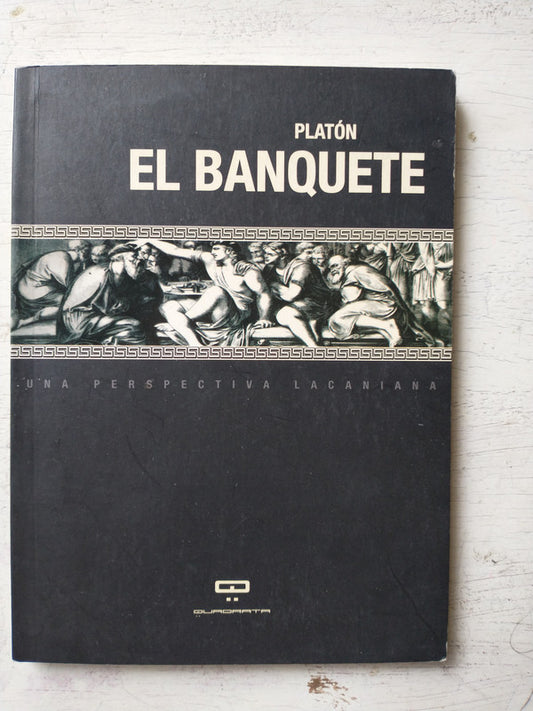 PLATÓN
EL BANQUETE
UNA PERSPECTIVA LACANIANA
QUADRATA